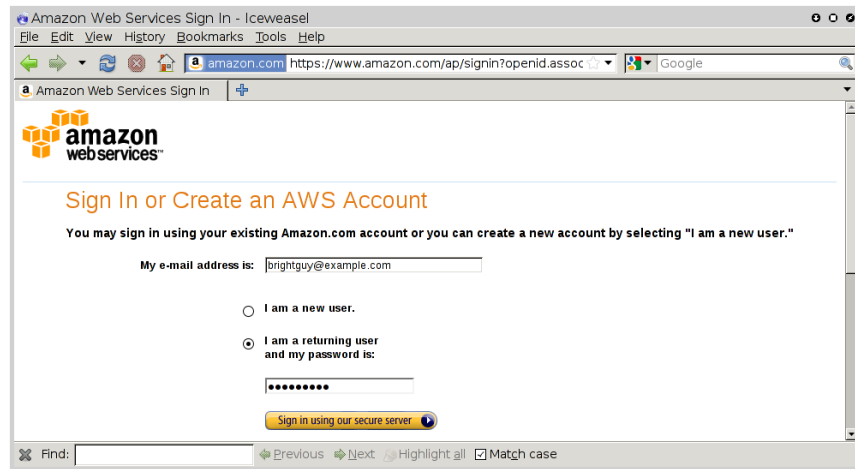 Amazon Web Services Sign In - Iceweasel
File Edit View History Bookmarks Tools Help
a amazon.com https://www.amazon.com/ap/signin?openid.assoc Google
a Amazon Web Services Sign In
amazon
webservices™
Sign In or Create an AWS Account
You may sign in using your existing Amazon.com account or you can create a new account by selecting "I am a new user."
My e-mail address is: brightguy@example.com
I am a new user.
I am a returning user
and my password is:
•••••••••
Sign in using our secure server
Find: Previous Next Highlight all Match case